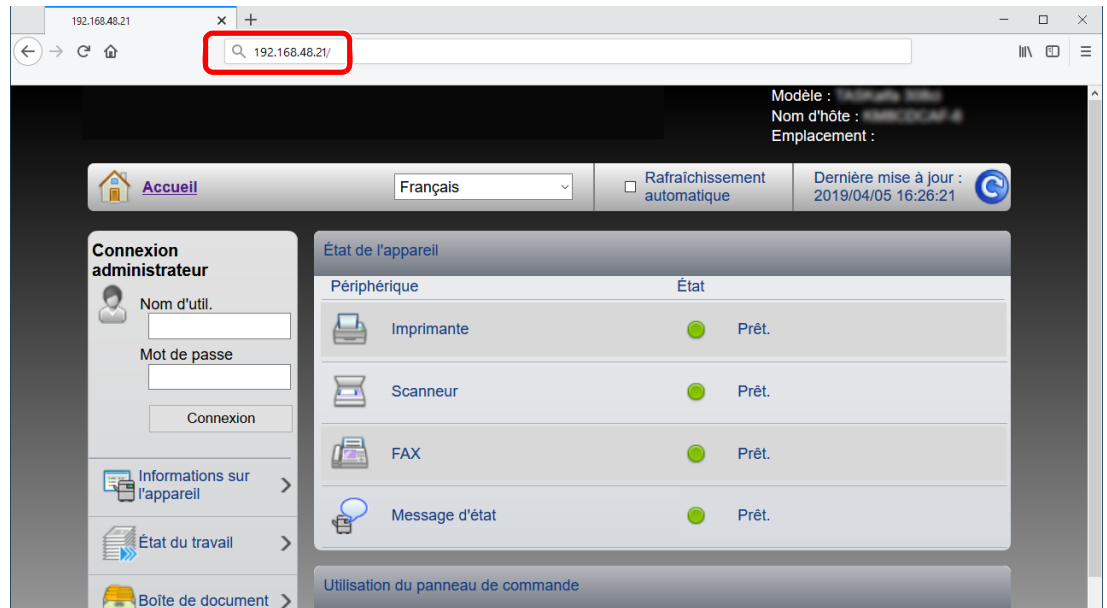 192.168.48.21
192.168.48.21/
Modèle :
Nom d'hôte :
Emplacement :
Accueil
Français
Rafraîchissement
automatique
Dernière mise à jour :
2019/04/05 16:26:21
Connexion
administrateur
Nom d'util.
Mot de passe
Connexion
Informations sur
l'appareil
État du travail
Boîte de document
État de l'appareil
Périphérique État
Imprimante Prêt.
Scanneur Prêt.
FAX Prêt.
Message d'état Prêt.
Utilisation du panneau de commande